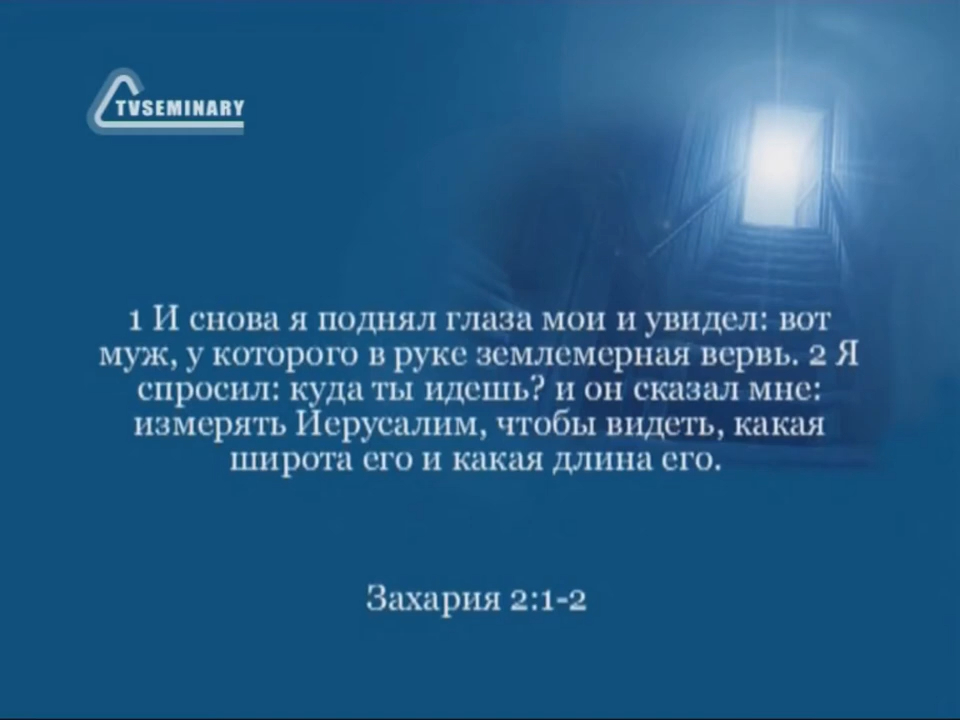 TVSEMINARY
1 И снова я поднял глаза мои и увидел: вот
муж, у которого в руке землемерная вервь. 2 Я
спросил: куда ты идешь? и он сказал мне:
измерять Иерусалим, чтобы видеть, какая
широта его и какая длина его.
Захария 2:1-2